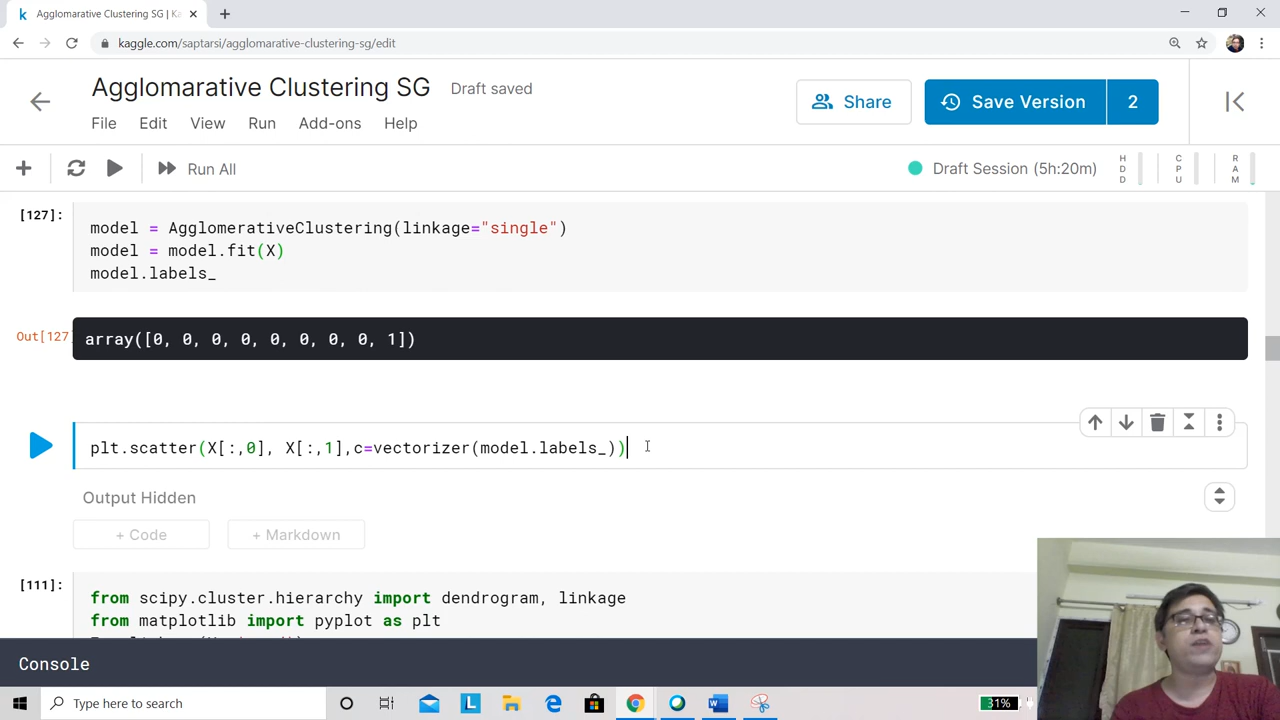 Agglomarative Clustering SG | Ka
kaggle.com/saptarsi/agglomarative-clustering-sg/edit
Agglomarative Clustering SG
Draft saved
Share
Save Version
2
File Edit View Run Add-ons Help
Run All
Draft Session (5h:20m)
HDD
CPU
RAM
[127]:
model = AgglomerativeClustering(linkage="single")
model = model.fit(X)
model.labels_
Out[127
array([0, 0, 0, 0, 0, 0, 0, 0, 1])
plt.scatter(X[:,0], X[:,1],c=vectorizer(model.labels_))
Output Hidden
+ Code
+ Markdown
[111]:
from scipy.cluster.hierarchy import dendrogram, linkage
from matplotlib import pyplot as plt
Console
Type here to search
31%